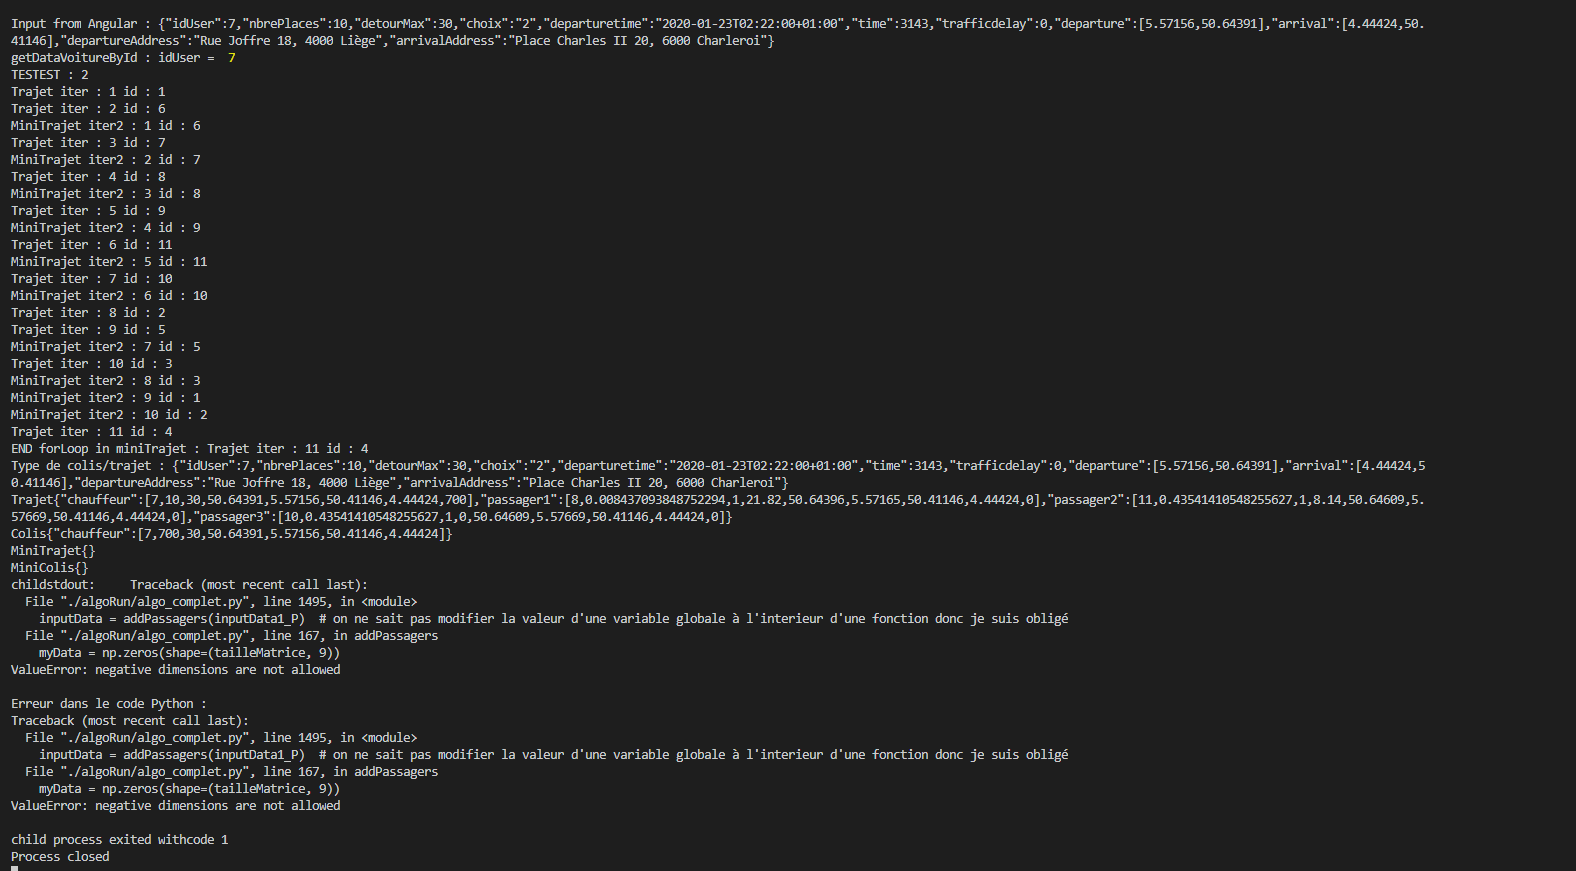 Input from Angular : {"idUser":7,"nbrePlaces":10,"detourMax":30,"choix":"2","departuretime":"2020-01-23T02:22:00+01:00","time":3143,"trafficdelay":0,"departure":[5.57156,50.64391],"arrival":[4.44424,50.
41146],"departureAddress":"Rue Joffre 18, 4000 Liège","arrivalAddress":"Place Charles II 20, 6000 Charleroi"}
getDataVoitureById : idUser =  7
TESTEST : 2
Trajet iter : 1 id : 1
Trajet iter : 2 id : 6
MiniTrajet iter2 : 1 id : 6
Trajet iter : 3 id : 7
MiniTrajet iter2 : 2 id : 7
Trajet iter : 4 id : 8
MiniTrajet iter2 : 3 id : 8
Trajet iter : 5 id : 9
MiniTrajet iter2 : 4 id : 9
Trajet iter : 6 id : 11
MiniTrajet iter2 : 5 id : 11
Trajet iter : 7 id : 10
MiniTrajet iter2 : 6 id : 10
Trajet iter : 8 id : 2
Trajet iter : 9 id : 5
MiniTrajet iter2 : 7 id : 5
Trajet iter : 10 id : 3
MiniTrajet iter2 : 8 id : 3
MiniTrajet iter2 : 9 id : 1
MiniTrajet iter2 : 10 id : 2
Trajet iter : 11 id : 4
END forLoop in miniTrajet : Trajet iter : 11 id : 4
Type de colis/trajet : {"idUser":7,"nbrePlaces":10,"detourMax":30,"choix":"2","departuretime":"2020-01-23T02:22:00+01:00","time":3143,"trafficdelay":0,"departure":[5.57156,50.64391],"arrival":[4.44424,5
0.41146],"departureAddress":"Rue Joffre 18, 4000 Liège","arrivalAddress":"Place Charles II 20, 6000 Charleroi"}
Trajet{"chauffeur":[7,10,30,50.64391,5.57156,50.41146,4.44424,700],"passager1":[8,0.008437093848752294,1,21.82,50.64396,5.57165,50.41146,4.44424,0],"passager2":[11,0.43541410548255627,1,8.14,50.64609,5.
57669,50.41146,4.44424,0],"passager3":[10,0.43541410548255627,1,0,50.64609,5.57669,50.41146,4.44424,0]}
Colis{"chauffeur":[7,700,30,50.64391,5.57156,50.41146,4.44424]}
MiniTrajet{}
MiniColis{}
childstdout:     Traceback (most recent call last):
  File "./algoRun/algo_complet.py", line 1495, in <module>
    inputData = addPassagers(inputData1_P)  # on ne sait pas modifier la valeur d'une variable globale à l'interieur d'une fonction donc je suis obligé
  File "./algoRun/algo_complet.py", line 167, in addPassagers
    myData = np.zeros(shape=(tailleMatrice, 9))
ValueError: negative dimensions are not allowed
Erreur dans le code Python :
Traceback (most recent call last):
  File "./algoRun/algo_complet.py", line 1495, in <module>
    inputData = addPassagers(inputData1_P)  # on ne sait pas modifier la valeur d'une variable globale à l'interieur d'une fonction donc je suis obligé
  File "./algoRun/algo_complet.py", line 167, in addPassagers
    myData = np.zeros(shape=(tailleMatrice, 9))
ValueError: negative dimensions are not allowed
child process exited withcode 1
Process closed